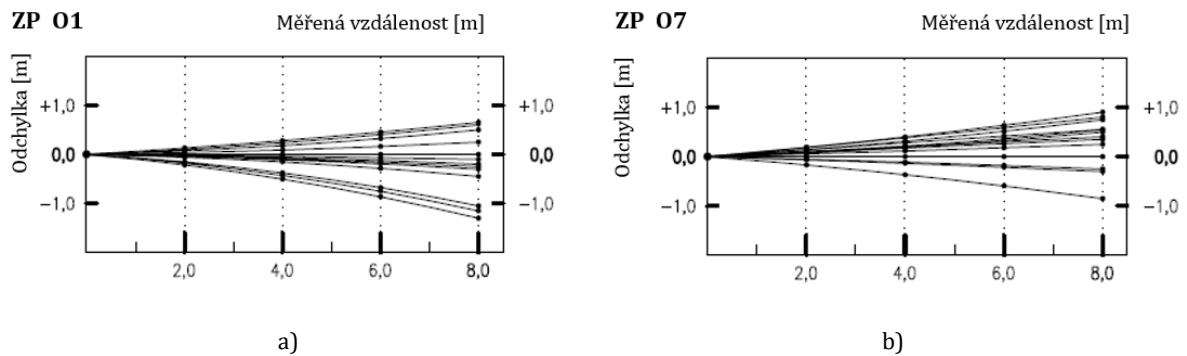 ZP O1 Měřená vzdálenost [m]
Odchylka [m]
+1,0 +1,0
0,0 0,0
−1,0 −1,0
2,0 4,0 6,0 8,0
a)
ZP O7 Měřená vzdálenost [m]
Odchylka [m]
+1,0 +1,0
0,0 0,0
−1,0 −1,0
2,0 4,0 6,0 8,0
b)